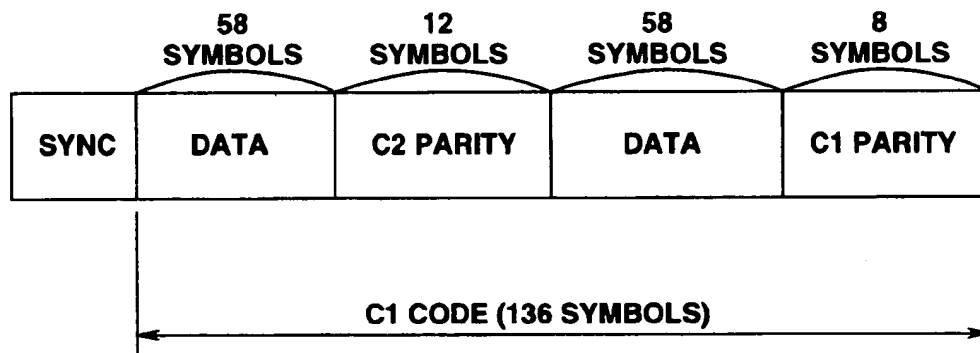 58 SYMBOLS
12 SYMBOLS
58 SYMBOLS
8 SYMBOLS
SYNC
DATA
C2 PARITY
DATA
C1 PARITY
C1 CODE (136 SYMBOLS)